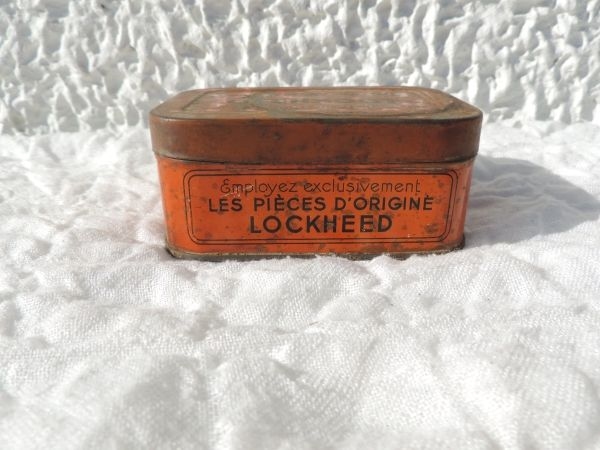 Employez exclusivement
LES PIÈCES D'ORIGINE
LOCKHEED